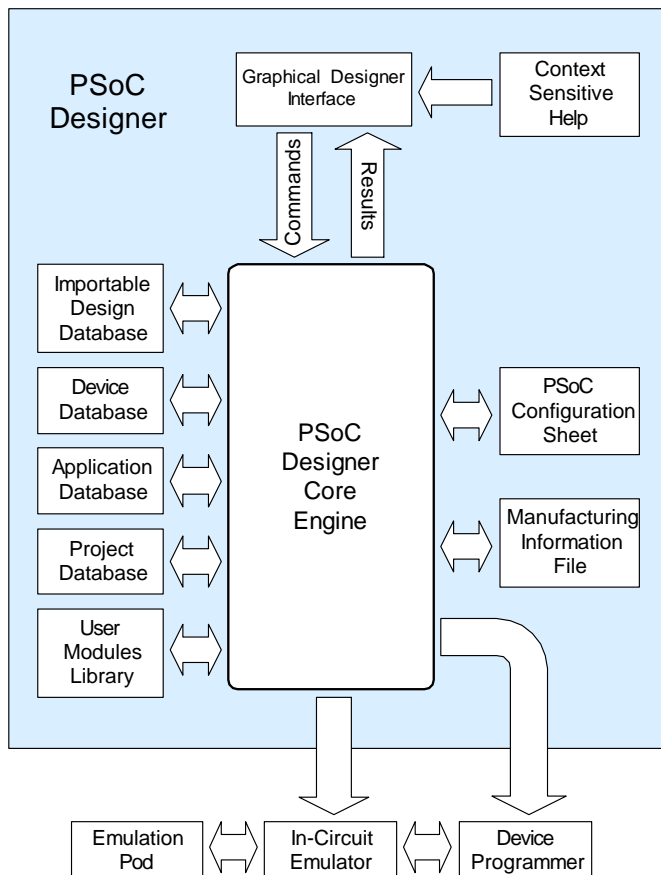 PSoC
Designer
Graphical Designer
Interface
Context
Sensitive
Help
Commands
Results
Importable
Design
Database
Device
Database
Application
Database
Project
Database
User
Modules
Library
PSoC
Designer
Core
Engine
PSoC
Configuration
Sheet
Manufacturing
Information
File
Emulation
Pod
In-Circuit
Emulator
Device
Programmer